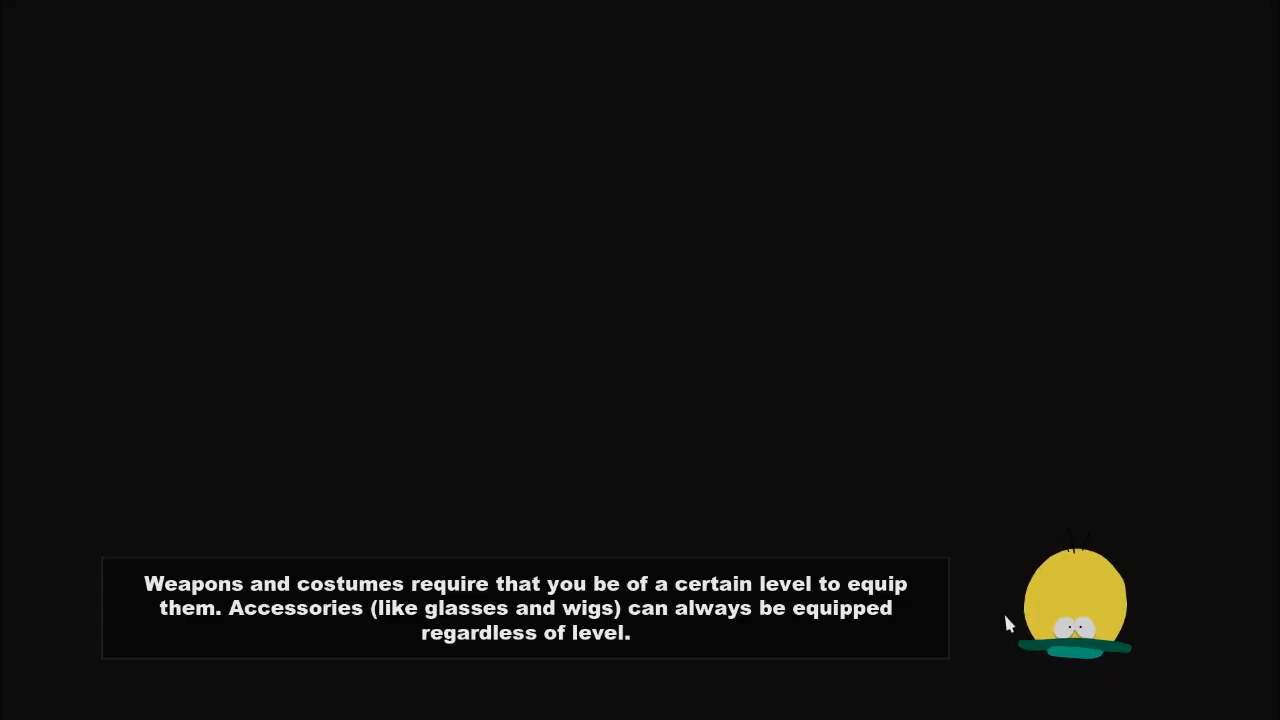 Weapons and costumes require that you be of a certain level to equip
them. Accessories (like glasses and wigs) can always be equipped
regardless of level.